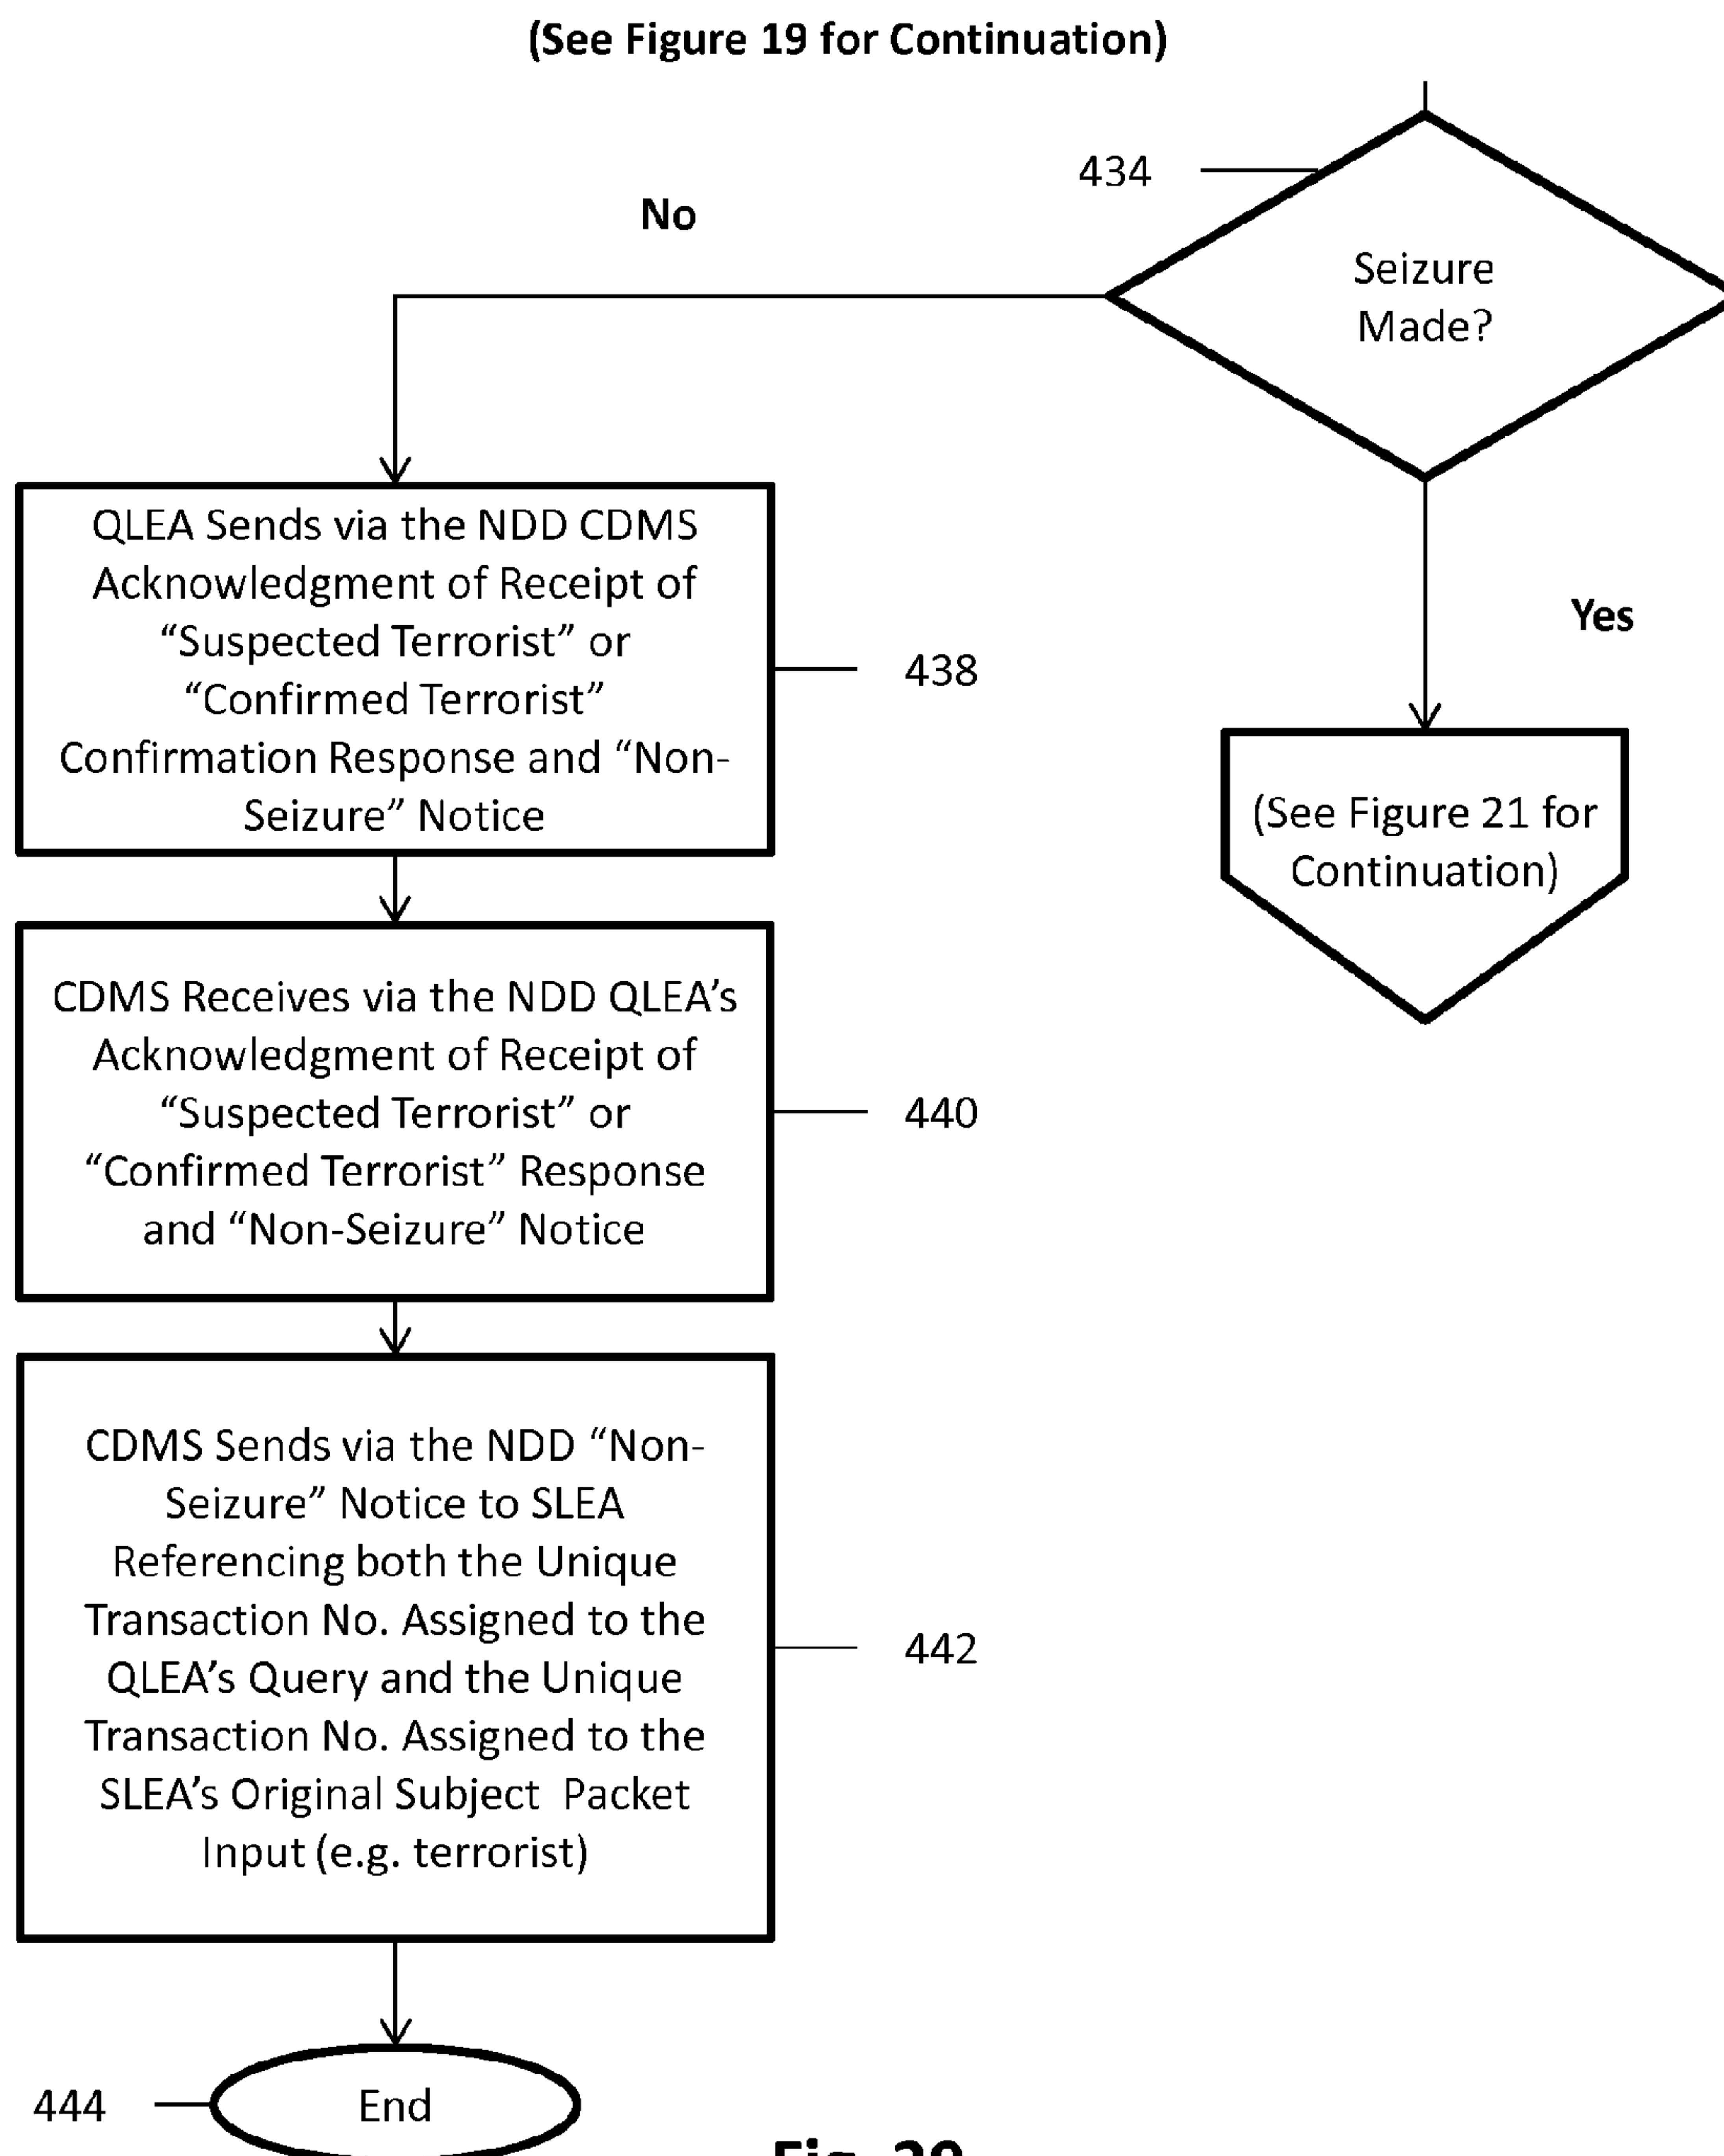 (See Figure 19 for Continuation)
434
No
Seizure
Made?
Yes
QLEA Sends via the NDD CDMS
Acknowledgment of Receipt of
“Suspected Terrorist” or
“Confirmed Terrorist”
Confirmation Response and “Non-
Seizure” Notice
438
(See Figure 21 for
Continuation)
CDMS Receives via the NDD QLEA’s
Acknowledgment of Receipt of
“Suspected Terrorist” or
“Confirmed Terrorist” Response
and “Non-Seizure” Notice
440
CDMS Sends via the NDD “Non-
Seizure” Notice to SLEA
Referencing both the Unique
Transaction No. Assigned to the
QLEA’s Query and the Unique
Transaction No. Assigned to the
SLEA’s Original Subject Packet
Input (e.g. terrorist)
442
444
End
Fig. 20